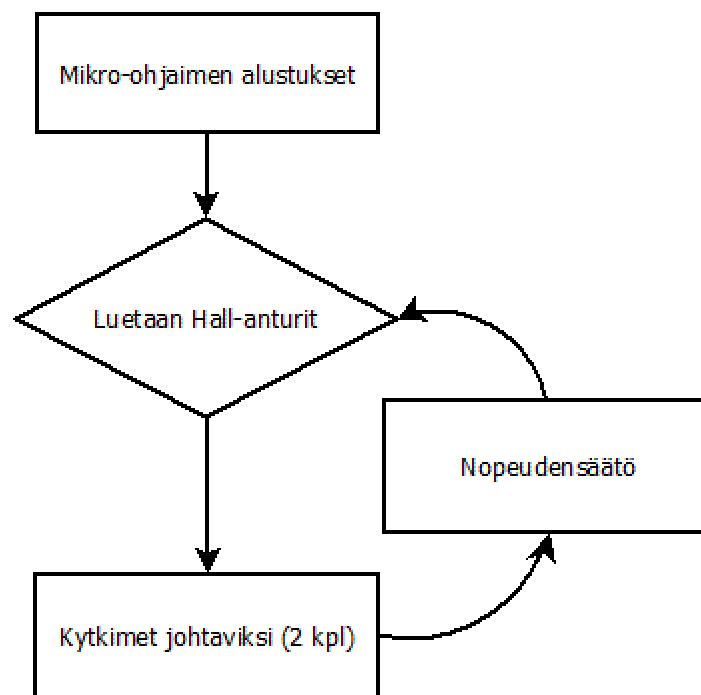 Mikro-ohjaimen alustukset
Luetaan Hall-anturit
Nopeudensäätö
Kytkimet johtaviksi (2 kpl)